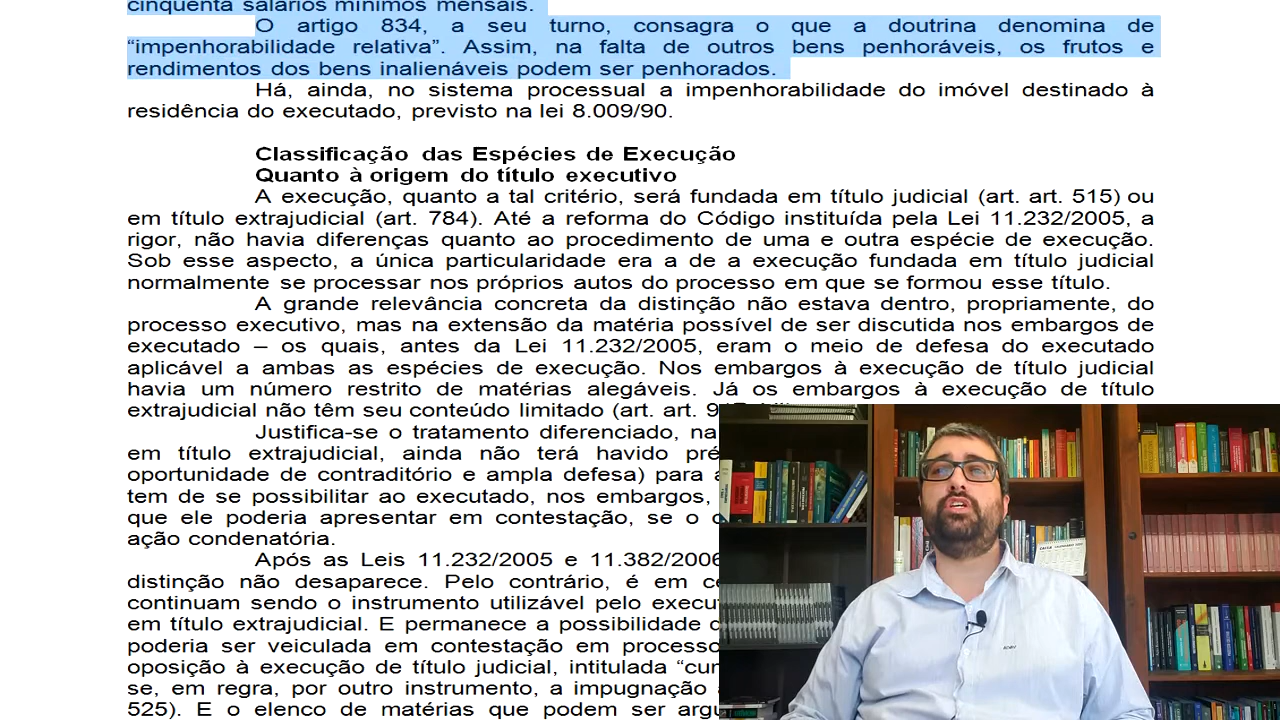 cinquenta salários mínimos mensais.
O artigo 834, a seu turno, consagra o que a doutrina denomina de
“impenhorabilidade relativa”. Assim, na falta de outros bens penhoráveis, os frutos e
rendimentos dos bens inalienáveis podem ser penhorados.
Há, ainda, no sistema processual a impenhorabilidade do imóvel destinado à
residência do executado, previsto na lei 8.009/90.
Classificação das Espécies de Execução
Quanto à origem do título executivo
A execução, quanto a tal critério, será fundada em título judicial (art. art. 515) ou
em título extrajudicial (art. 784). Até a reforma do Código instituída pela Lei 11.232/2005, a
rigor, não havia diferenças quanto ao procedimento de uma e outra espécie de execução.
Sob esse aspecto, a única particularidade era a de a execução fundada em título judicial
normalmente se processar nos próprios autos do processo em que se formou esse título.
A grande relevância concreta da distinção não estava dentro, propriamente, do
processo executivo, mas na extensão da matéria possível de ser discutida nos embargos de
executado – os quais, antes da Lei 11.232/2005, eram o meio de defesa do executado
aplicável a ambas as espécies de execução. Nos embargos à execução de título judicial
havia um número restrito de matérias alegáveis. Já os embargos à execução de título
extrajudicial não têm seu conteúdo limitado (art. art.
Justifica-se o tratamento diferenciado, na
em título extrajudicial, ainda não terá havido
oportunidade de contraditório e ampla defesa) para
tem de se possibilitar ao executado, nos embargos,
que ele poderia apresentar em contestação, se o
ação condenatória.
Após as Leis 11.232/2005 e 11.382/2006
distinção não desaparece. Pelo contrário, é em
continuam sendo o instrumento utilizável pelo
em título extrajudicial. E permanece a possibilidade
poderia ser veiculada em contestação em processo
oposição à execução de título judicial, intitulada
se, em regra, por outro instrumento, a impugnação
525). E o elenco de matérias que podem ser